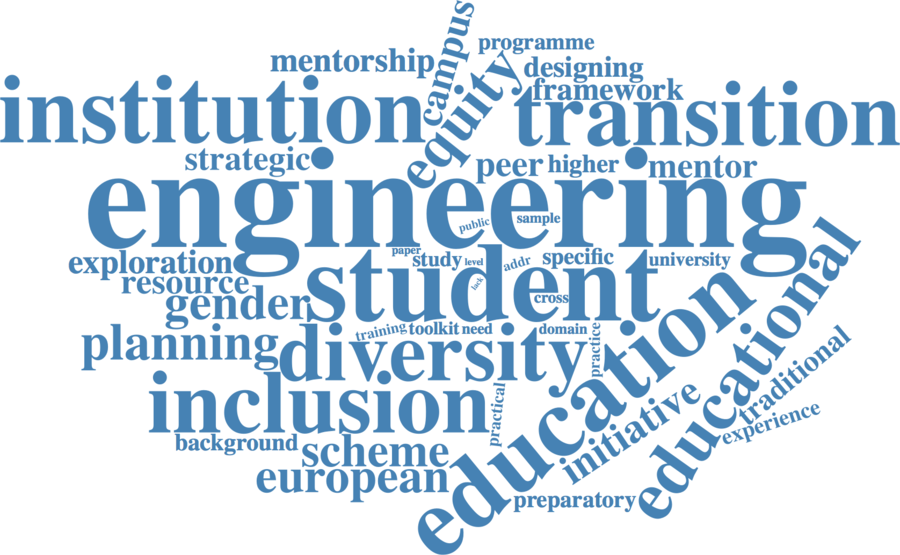 campus
programme
mentorship
designing
equity
framework
institution
transition
strategic
peer
higher
mentor
engineering
public
sample
paper
study
level
addr
specific
university
exploration
resource
lack
student
cross
gender
training
toolkit
need
domain
practice
planning
diversity
education
educational
traditional
inclusion
practical
initiative
experience
background
scheme
european
preparatory